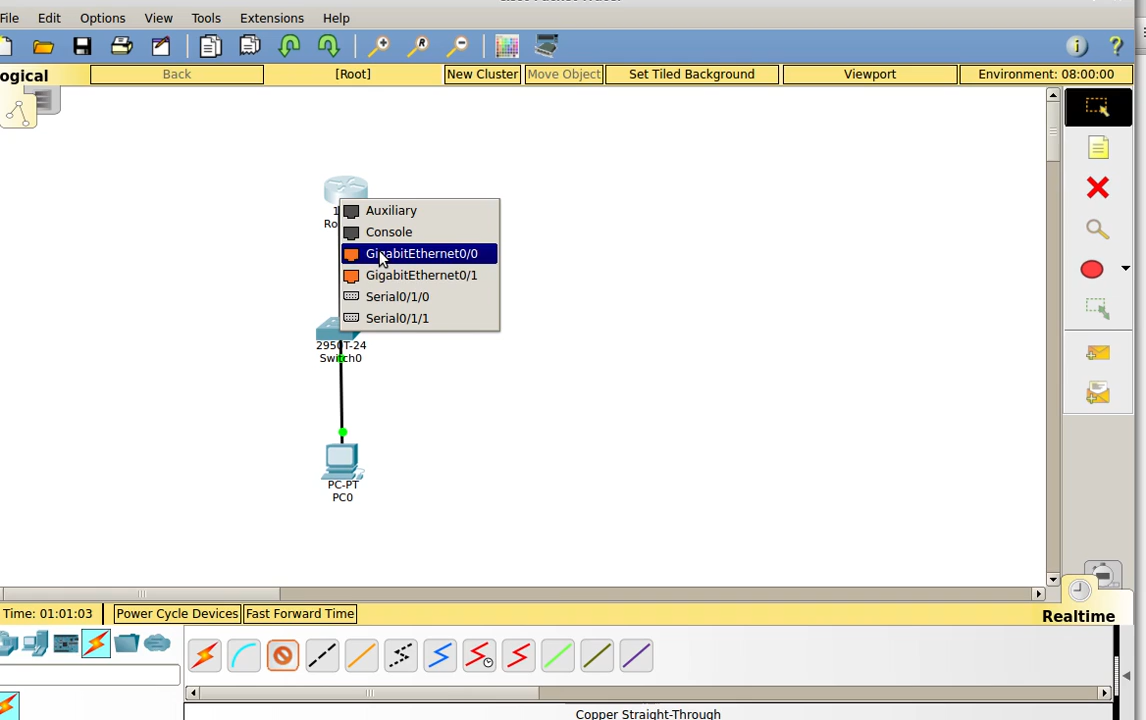 File Edit Options View Tools Extensions Help
ogical Back [Root] New Cluster Move Object Set Tiled Background Viewport Environment: 08:00:00
1
Ro
Auxiliary
Console
GigabitEthernet0/0
GigabitEthernet0/1
Serial0/1/0
Serial0/1/1
2950T-24
Switch0
PC-PT
PC0
Time: 01:01:03 Power Cycle Devices Fast Forward Time
Realtime
Copper Straight-Through